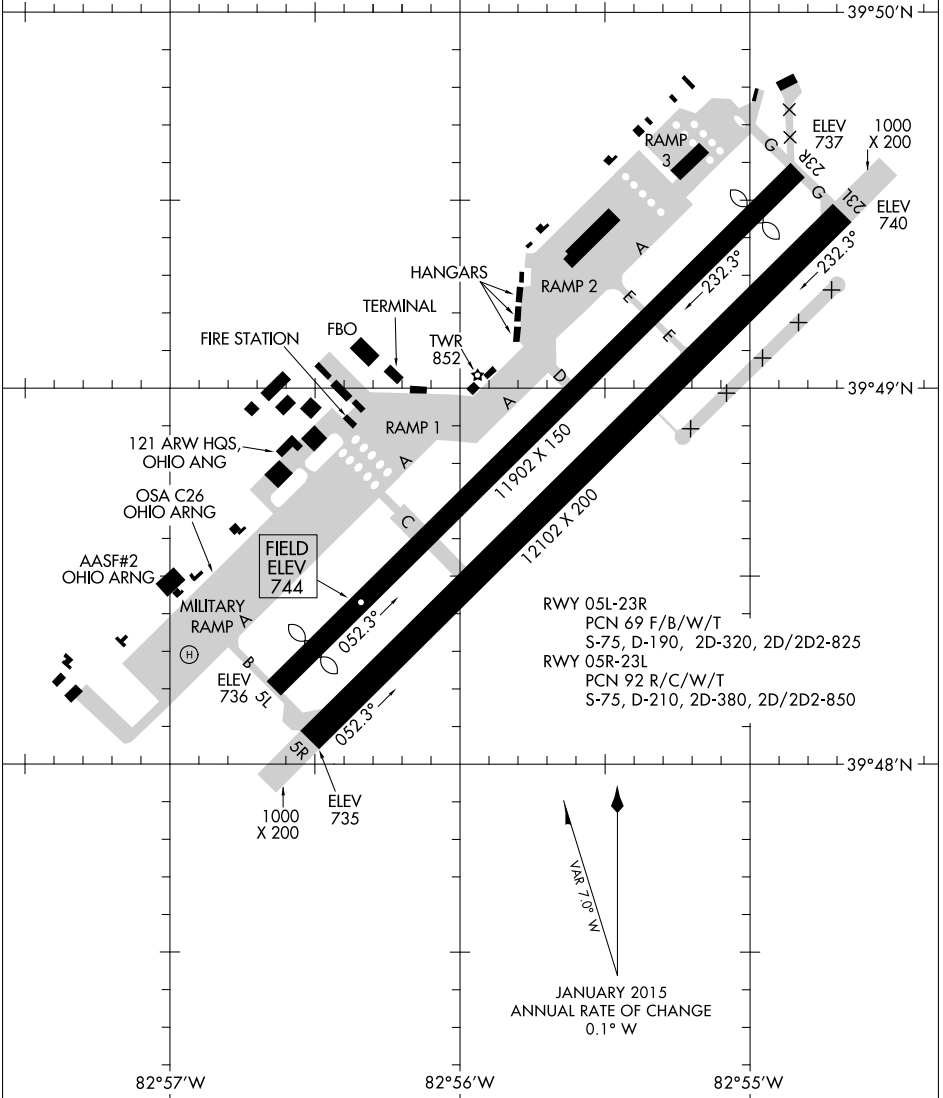 39°50'N
ELEV
737
1000
X 200
RAMP
3
G
23R
G
23L
ELEV
740
A
232.3°
232.3°
HANGARS
RAMP 2
TERMINAL
E
E
FIRE STATION
FBO
TWR
852
D
39°49'N
A
RAMP 1
121 ARW HQS,
OHIO ANG
A
11902 X 150
OSA C26
OHIO ARNG
C
12102 X 200
AASF#2
OHIO ARNG
FIELD
ELEV
744
MILITARY
RAMP
A
H
B
052.3°
ELEV
736
5L
RWY 05L-23R
PCN 69 F/B/W/T
S-75, D-190, 2D-320, 2D/2D2-825
RWY 05R-23L
PCN 92 R/C/W/T
S-75, D-210, 2D-380, 2D/2D2-850
052.3°
5R
39°48'N
1000
X 200
ELEV
735
VAR 7.0° W
JANUARY 2015
ANNUAL RATE OF CHANGE
0.1° W
82°57'W
82°56'W
82°55'W